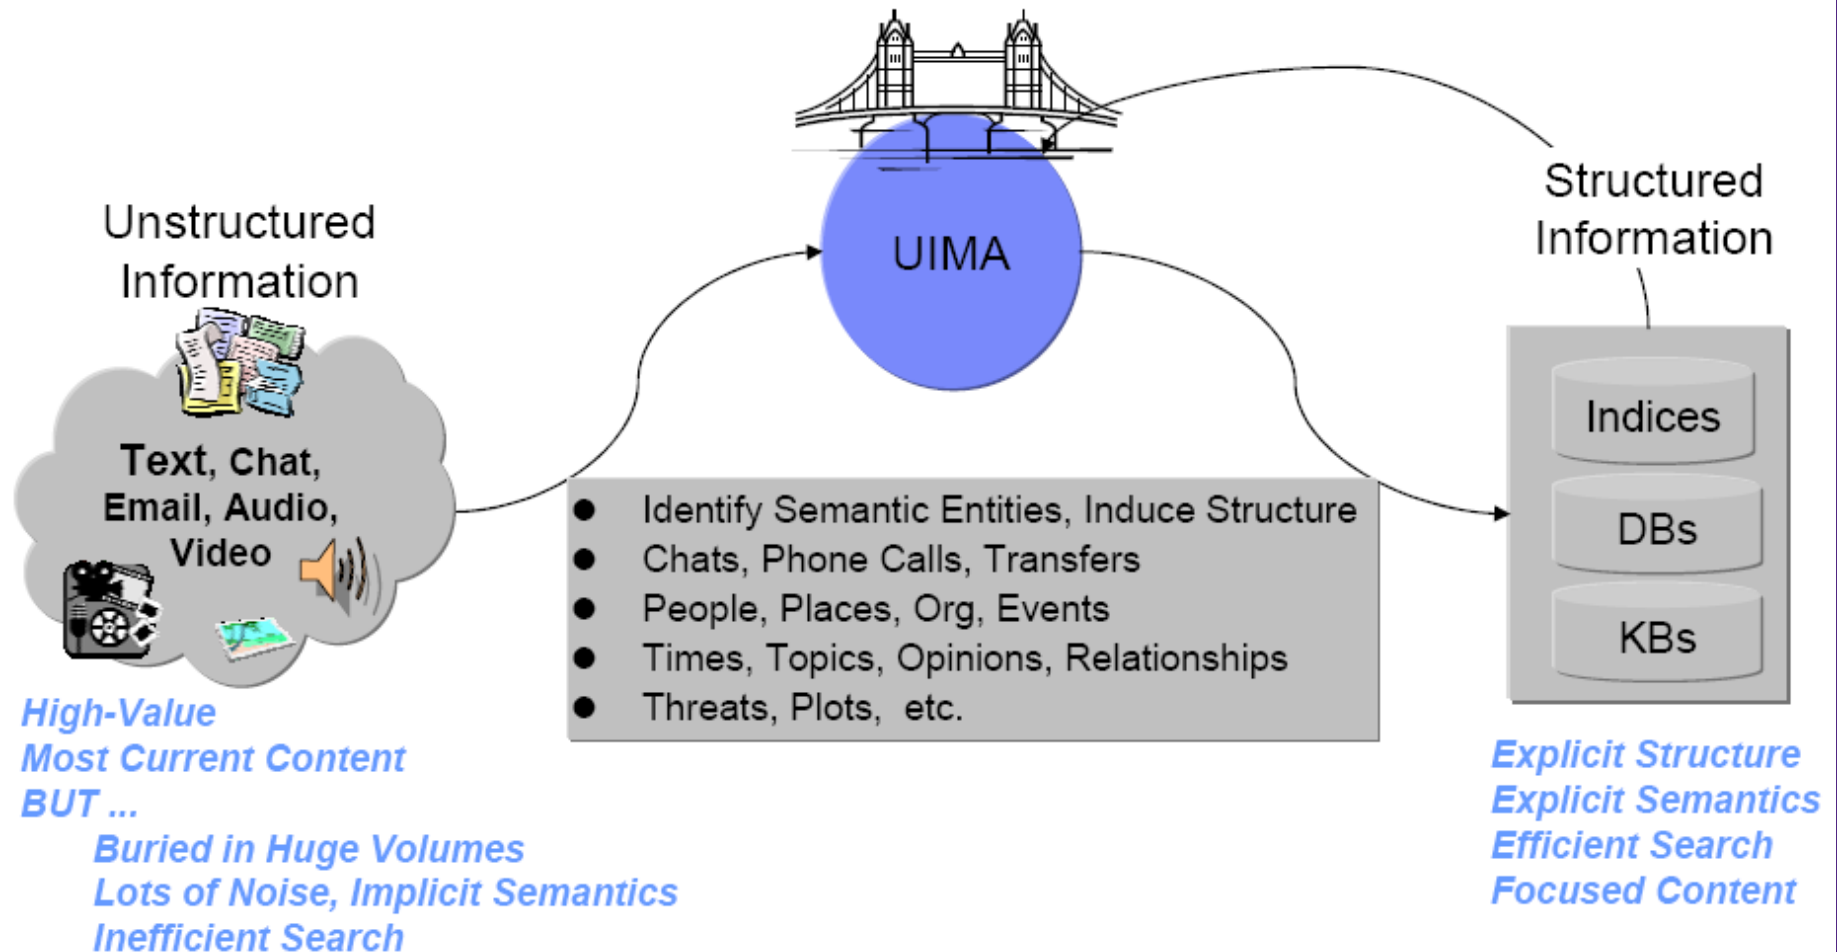 Unstructured
Information
Text, Chat,
Email, Audio,
Video
High-Value
Most Current Content
BUT ...
Buried in Huge Volumes
Lots of Noise, Implicit Semantics
Inefficient Search
UIMA
● Identify Semantic Entities, Induce Structure
● Chats, Phone Calls, Transfers
● People, Places, Org, Events
● Times, Topics, Opinions, Relationships
● Threats, Plots, etc.
Structured
Information
Indices
DBs
KBs
Explicit Structure
Explicit Semantics
Efficient Search
Focused Content